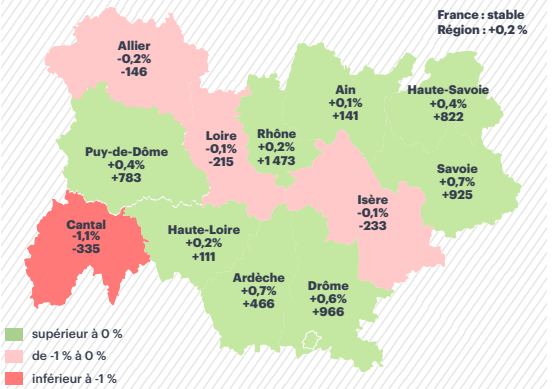 France : stable
Région : +0,2 %
Allier
-0,2%
-146
Ain
+0,1%
+141
Haute-Savoie
+0,4%
+822
Loire
-0,1%
-215
Rhône
+0,2%
+1 473
Puy-de-Dôme
+0,4%
+783
Savoie
+0,7%
+925
Isère
-0,1%
-233
Cantal
-1,1%
-335
Haute-Loire
+0,2%
+111
Ardèche
+0,7%
+466
Drôme
+0,6%
+966
supérieur à 0 %
de -1 % à 0 %
inférieur à -1 %